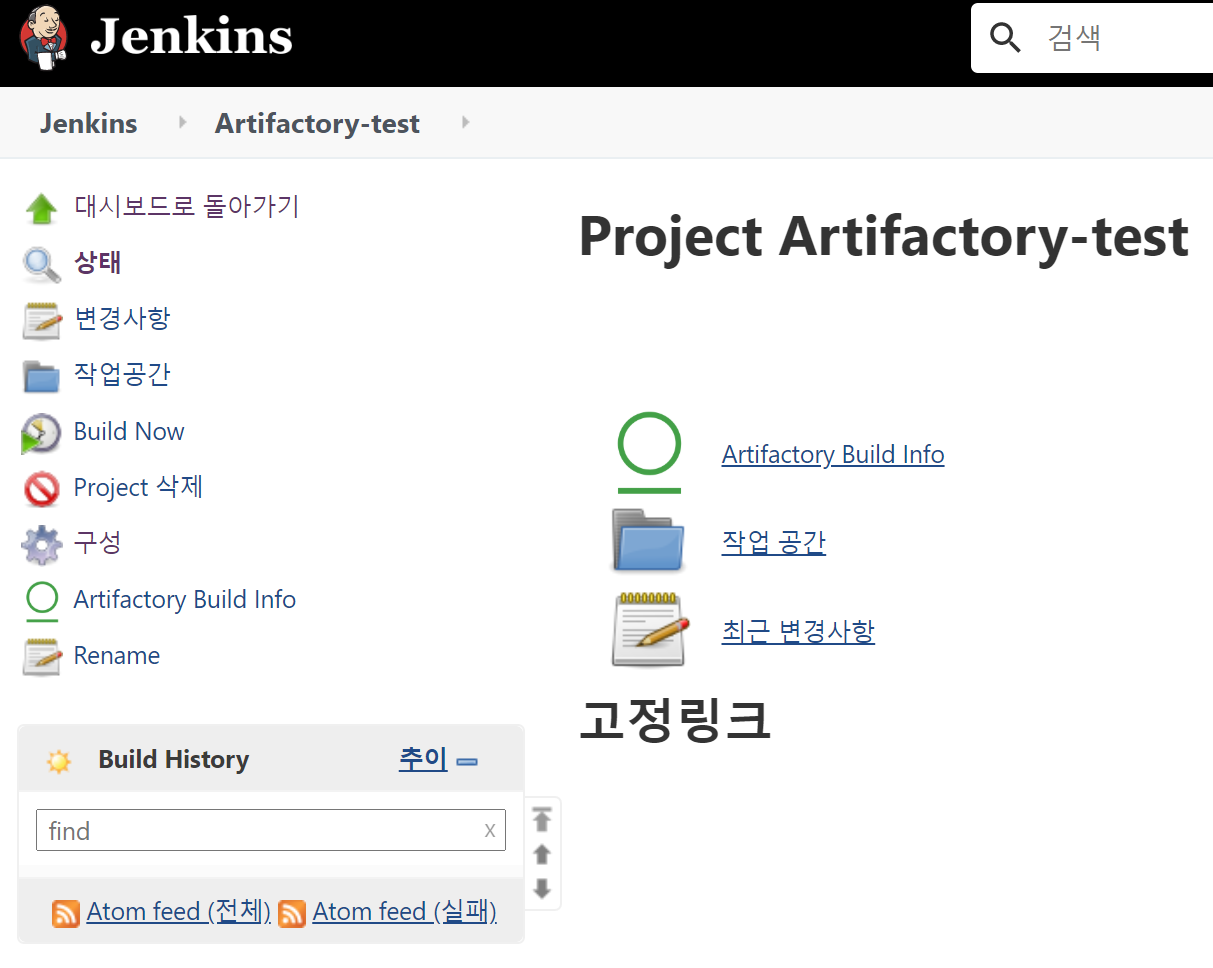 Jenkins
검색
Jenkins
Artifactory-test
대시보드로 돌아가기
상태
변경사항
작업공간
Build Now
Project 삭제
구성
Artifactory Build Info
Rename
Build History
추이
find
x
Atom feed (전체)
Atom feed (실패)
Project Artifactory-test
Artifactory Build Info
작업 공간
최근 변경사항
고정링크